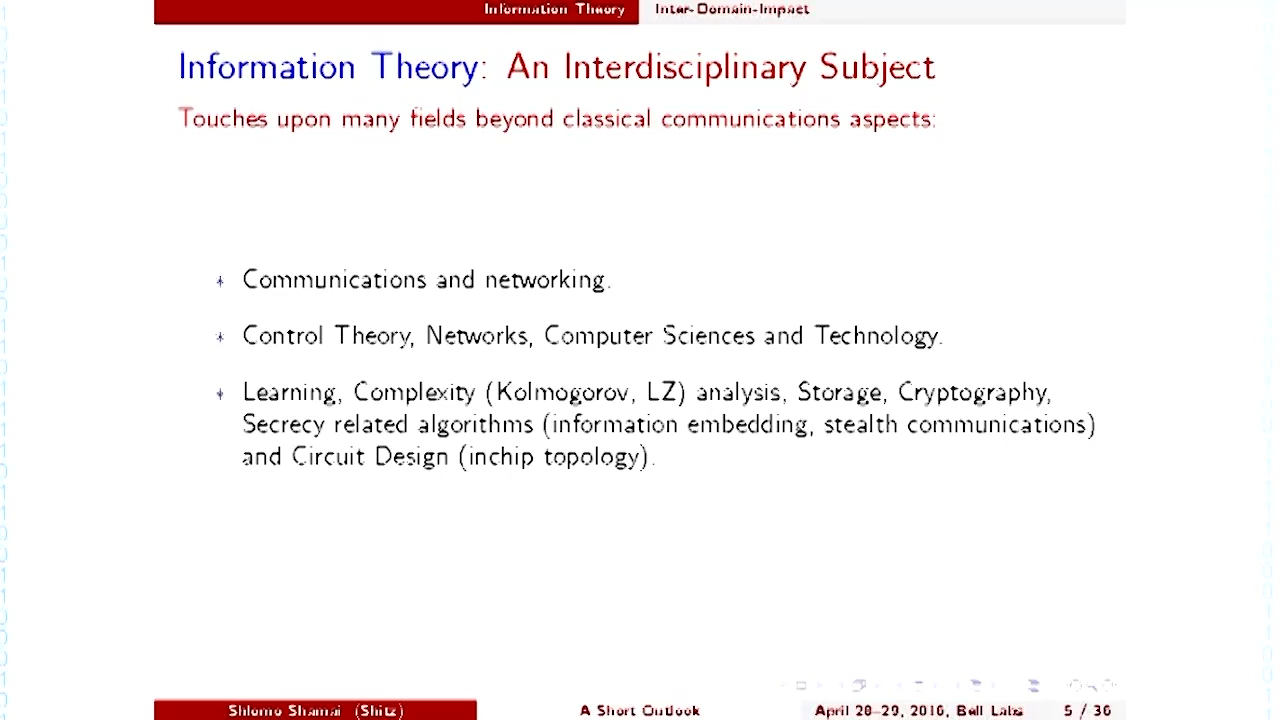 Information Theory Inter-Domain-Impact
Information Theory: An Interdisciplinary Subject
Touches upon many fields beyond classical communications aspects:
* Communications and networking.
* Control Theory, Networks, Computer Sciences and Technology.
* Learning, Complexity (Kolmogorov, LZ) analysis, Storage, Cryptography,
Secrecy related algorithms (information embedding, stealth communications)
and Circuit Design (inchip topology).
Shlomo Shamai (Shitz) A Short Outlook April 28–29, 2016, Bell Labs 5 / 30